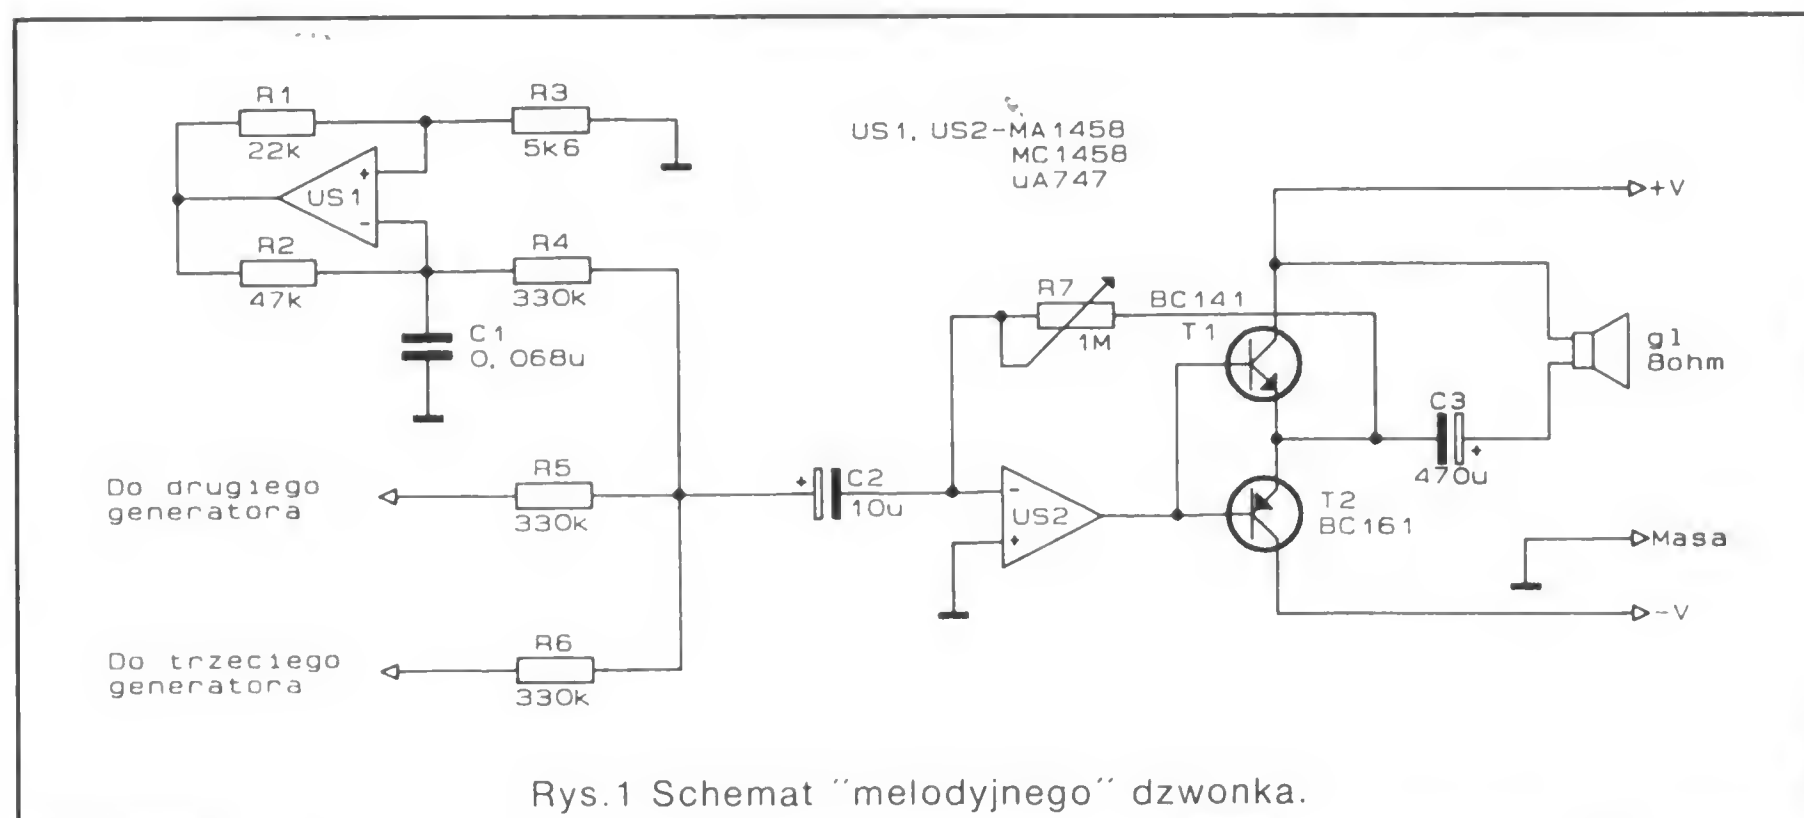 R1
22k
R3
5k6
US1, US2-MA1458
MC1458
uA747
+
US1
-
R2
47k
R4
330k
C1
0,068u
+V
R7
1M
BC141
T1
gl
8ohm
C3
+
470u
Do drugiego
generatora
R5
330k
+
C2
10u
-
US2
+
T2
BC161
Masa
-V
Do trzeciego
generatora
R6
330k
Rys.1 Schemat ″melodyjnego″ dzwonka.